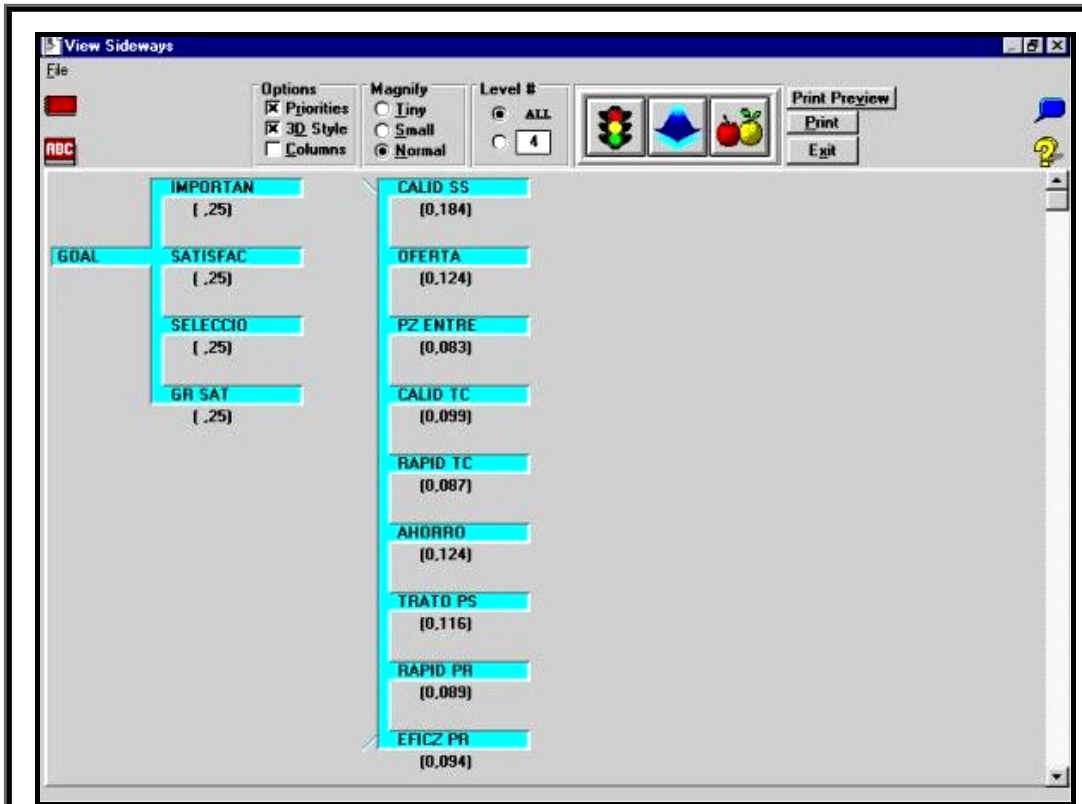 View Sideways
File
Options
Priorities
3D Style
Columns
Magnify
Tiny
Small
Normal
Level #
ALL
4
Print Preview
Print
Exit
ABC
GOAL
IMPORTAN
( ,25)
SATISFAC
( ,25)
SELECCIO
( ,25)
GR SAT
( ,25)
CALID SS
(0,184)
OFERTA
(0,124)
PZ ENTRE
(0,083)
CALID TC
(0,099)
RAPID TC
(0,087)
AHORRO
(0,124)
TRATO PS
(0,116)
RAPID PR
(0,089)
EFICZ PR
(0,094)